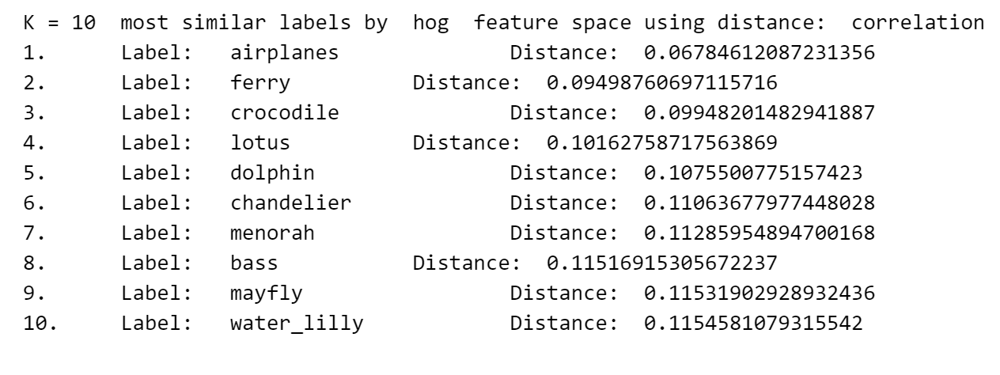 K = 10  most similar labels by  hog  feature space using distance:  correlation
1.      Label:   airplanes              Distance:  0.06784612087231356
2.      Label:   ferry          Distance:  0.09498760697115716
3.      Label:   crocodile              Distance:  0.09948201482941887
4.      Label:   lotus          Distance:  0.10162758717563869
5.      Label:   dolphin                Distance:  0.1075500775157423
6.      Label:   chandelier             Distance:  0.11063677977448028
7.      Label:   menorah                Distance:  0.11285954894700168
8.      Label:   bass           Distance:  0.11516915305672237
9.      Label:   mayfly                 Distance:  0.11531902928932436
10.     Label:   water_lilly            Distance:  0.1154581079315542